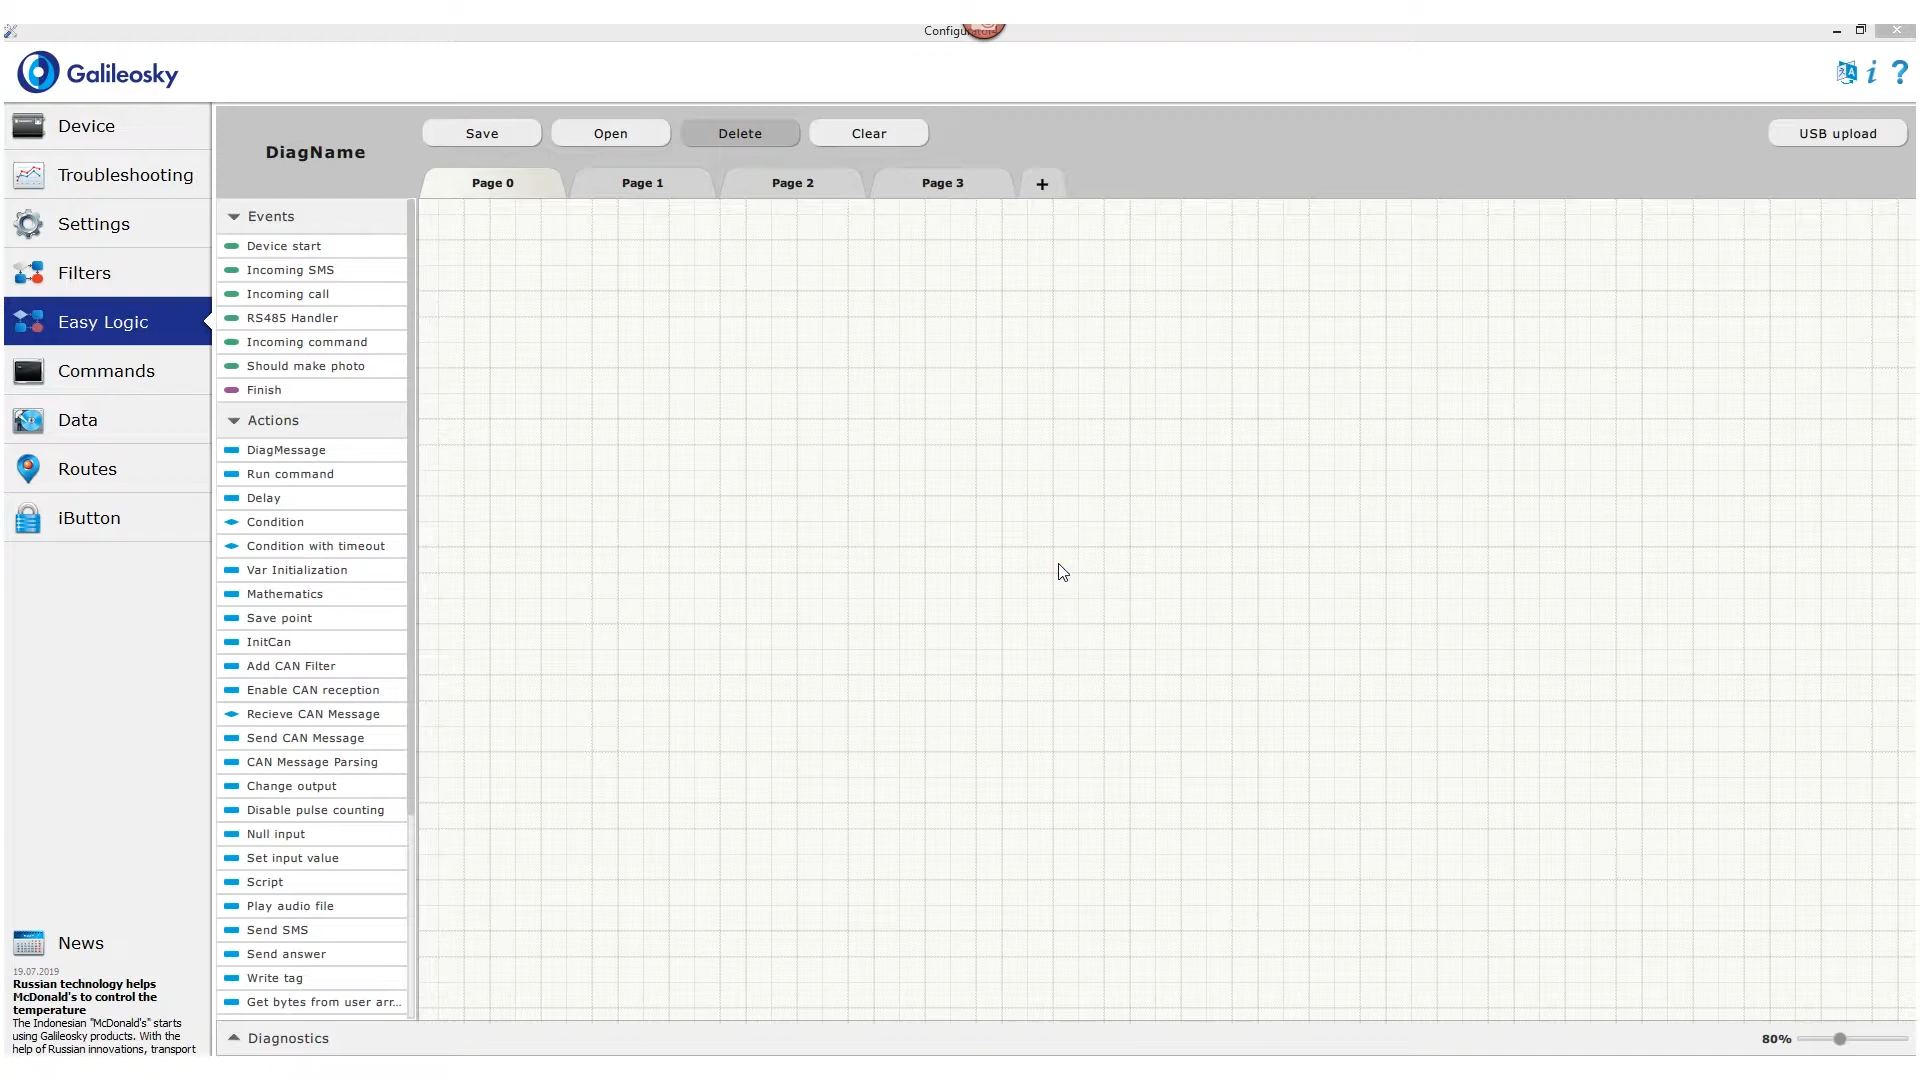 Galileosky
Device
Troubleshooting
Settings
Filters
Easy Logic
Commands
Data
Routes
iButton
News
19.07.2019
Russian technology helps
McDonald's to control the
temperature
The Indonesian "McDonald's" starts
using Galileosky products. With the
help of Russian innovations, transport
DiagName
Save
Open
Delete
Clear
USB upload
Page 0
Page 1
Page 2
Page 3
+
Events
Device start
Incoming SMS
Incoming call
RS485 Handler
Incoming command
Should make photo
Finish
Actions
DiagMessage
Run command
Delay
Condition
Condition with timeout
Var Initialization
Mathematics
Save point
InitCan
Add CAN Filter
Enable CAN reception
Recieve CAN Message
Send CAN Message
CAN Message Parsing
Change output
Disable pulse counting
Null input
Set input value
Script
Play audio file
Send SMS
Send answer
Write tag
Get bytes from user arr...
Diagnostics
80%